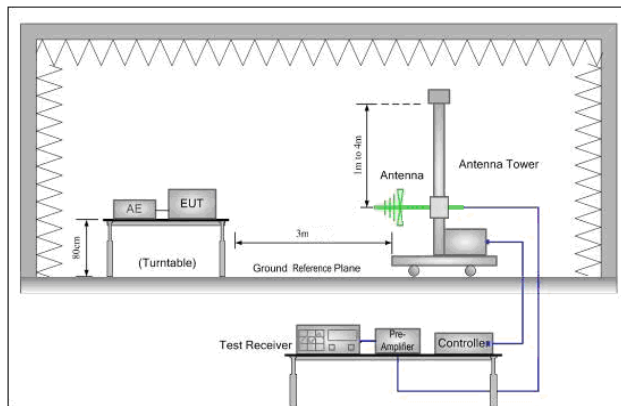 1m to 4m
Antenna
Antenna Tower
AE
EUT
80cm
(Turntable)
3m
Ground Reference Plane
Test Receiver
Pre-
Amplifier
Controller